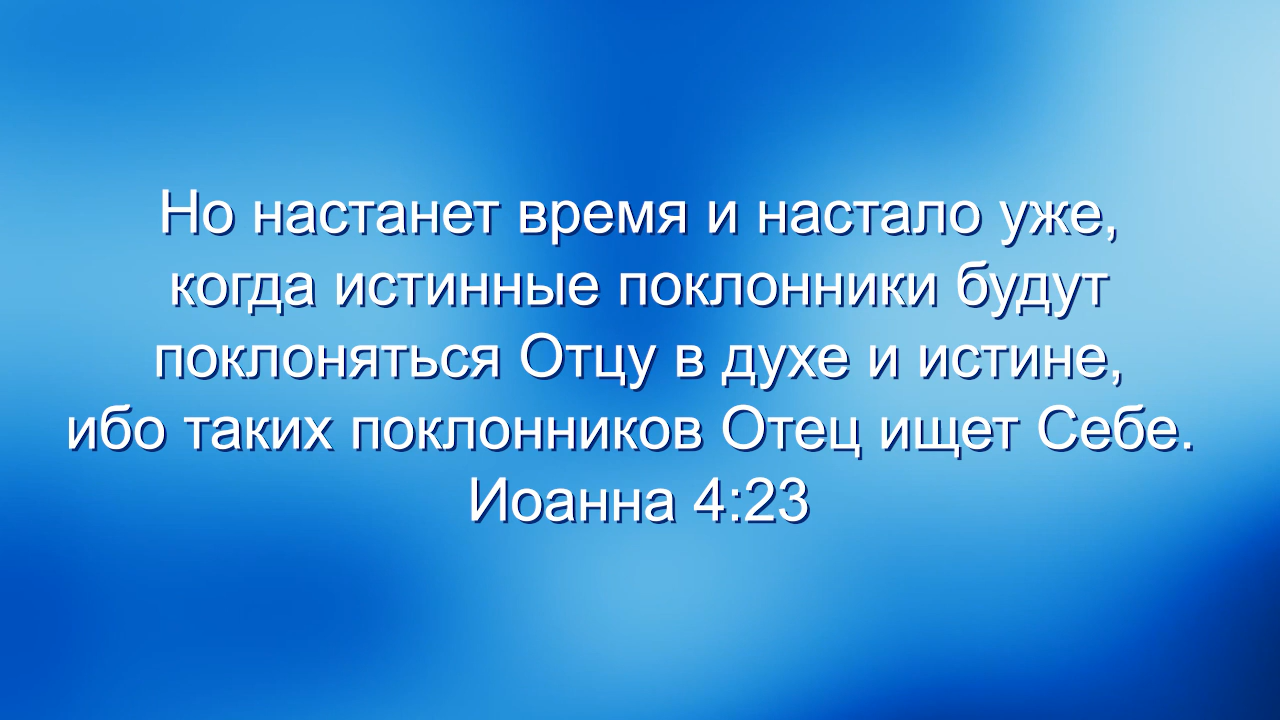 Но настанет время и настало уже,
когда истинные поклонники будут
поклоняться Отцу в духе и истине,
ибо таких поклонников Отец ищет Себе.
Иоанна 4:23